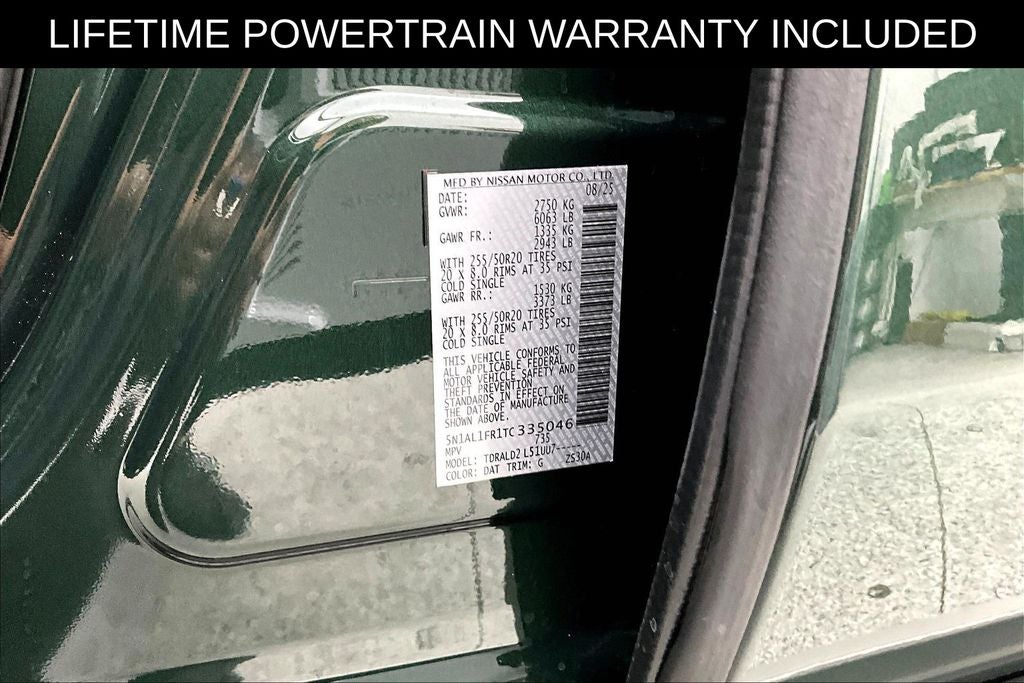 LIFETIME POWERTRAIN WARRANTY INCLUDED
MFD BY NISSAN MOTOR CO., LTD.
DATE: 08/25
GVWR: 2750 KG
6063 LB
GAWR FR.: 1335 KG
2943 LB
WITH 255/50R20 TIRES
20 X 8.0 RIMS AT 35 PSI
COLD SINGLE
GAWR RR.: 1530 KG
3373 LB
WITH 255/50R20 TIRES
20 X 8.0 RIMS AT 35 PSI
COLD SINGLE
THIS VEHICLE CONFORMS TO
ALL APPLICABLE FEDERAL
MOTOR VEHICLE SAFETY AND
THEFT PREVENTION
STANDARDS IN EFFECT ON
THE DATE OF MANUFACTURE
SHOWN ABOVE.
5N1AL1FR1TC335046
MPV 735
MODEL: TDRALD2 L51UU7-----
COLOR: DAT TRIM: G ZS30A